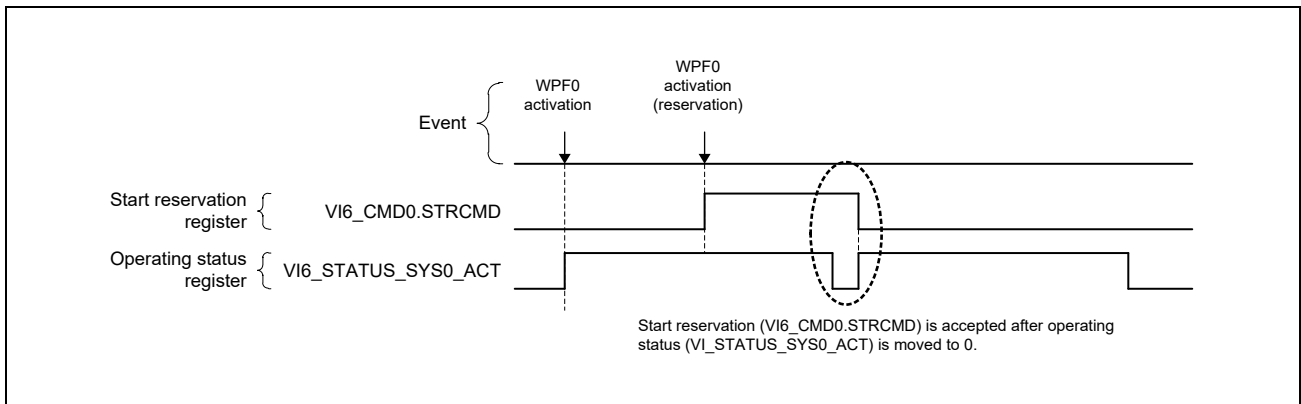 WPF0
activation
WPF0
activation
(reservation)
Event
Start reservation
register
VI6_CMD0.STRCMD
Operating status
register
VI6_STATUS_SYS0_ACT
Start reservation (VI6_CMD0.STRCMD) is accepted after operating
status (VI_STATUS_SYS0_ACT) is moved to 0.